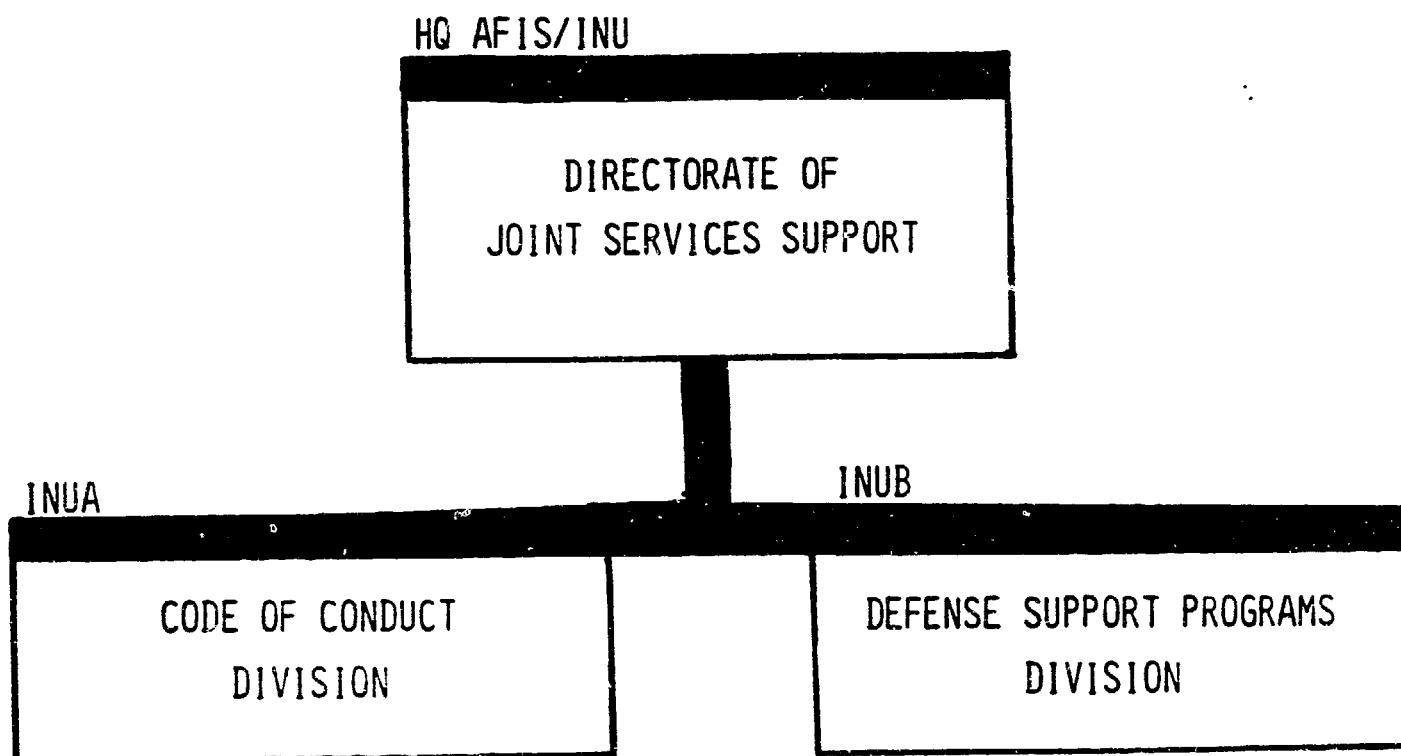 HQ AFIS/INU
DIRECTORATE OF
JOINT SERVICES SUPPORT
INUA
INUB
CODE OF CONDUCT
DIVISION
DEFENSE SUPPORT PROGRAMS
DIVISION